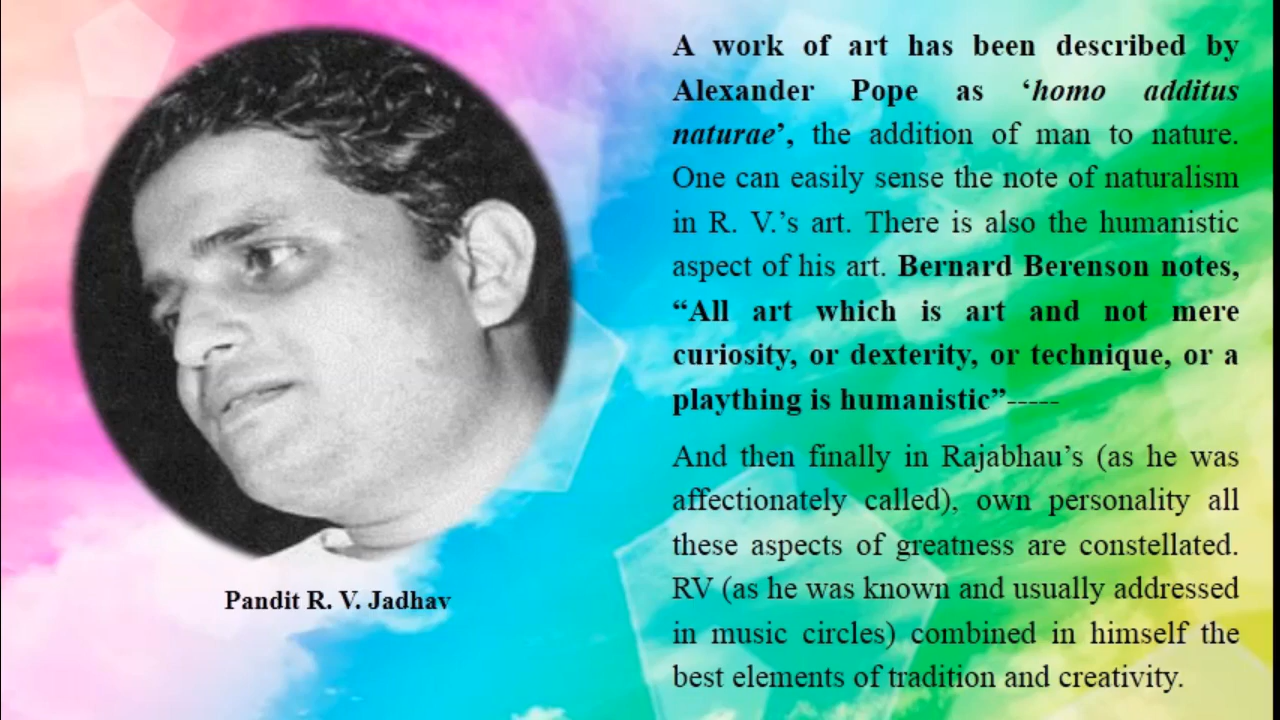 A work of art has been described by
Alexander Pope as ‘homo additus
naturae’, the addition of man to nature.
One can easily sense the note of naturalism
in R. V.’s art. There is also the humanistic
aspect of his art. Bernard Berenson notes,
“All art which is art and not mere
curiosity, or dexterity, or technique, or a
plaything is humanistic”-----
And then finally in Rajabhau’s (as he was
affectionately called), own personality all
these aspects of greatness are constellated.
RV (as he was known and usually addressed
in music circles) combined in himself the
best elements of tradition and creativity.
Pandit R. V. Jadhav